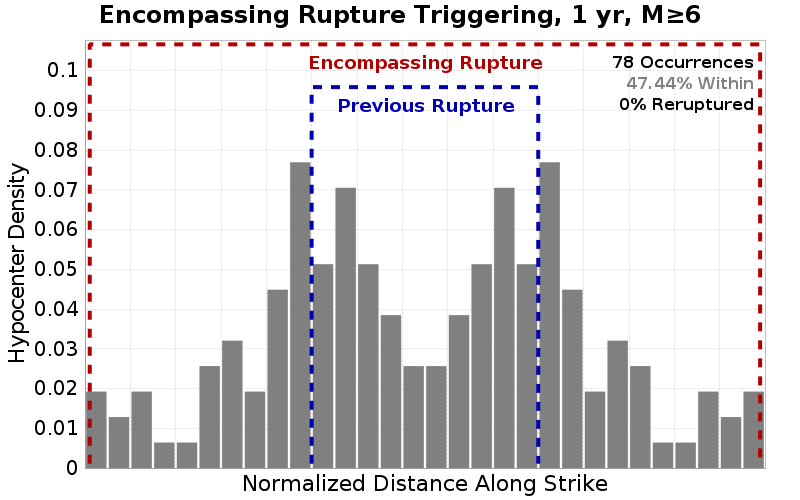 Encompassing Rupture Triggering, 1 yr, M≥6
Encompassing Rupture
78 Occurrences
47.44% Within
0% Reruptured
Previous Rupture
Hypocenter Density
0.1
0.09
0.08
0.07
0.06
0.05
0.04
0.03
0.02
0.01
0
Normalized Distance Along Strike